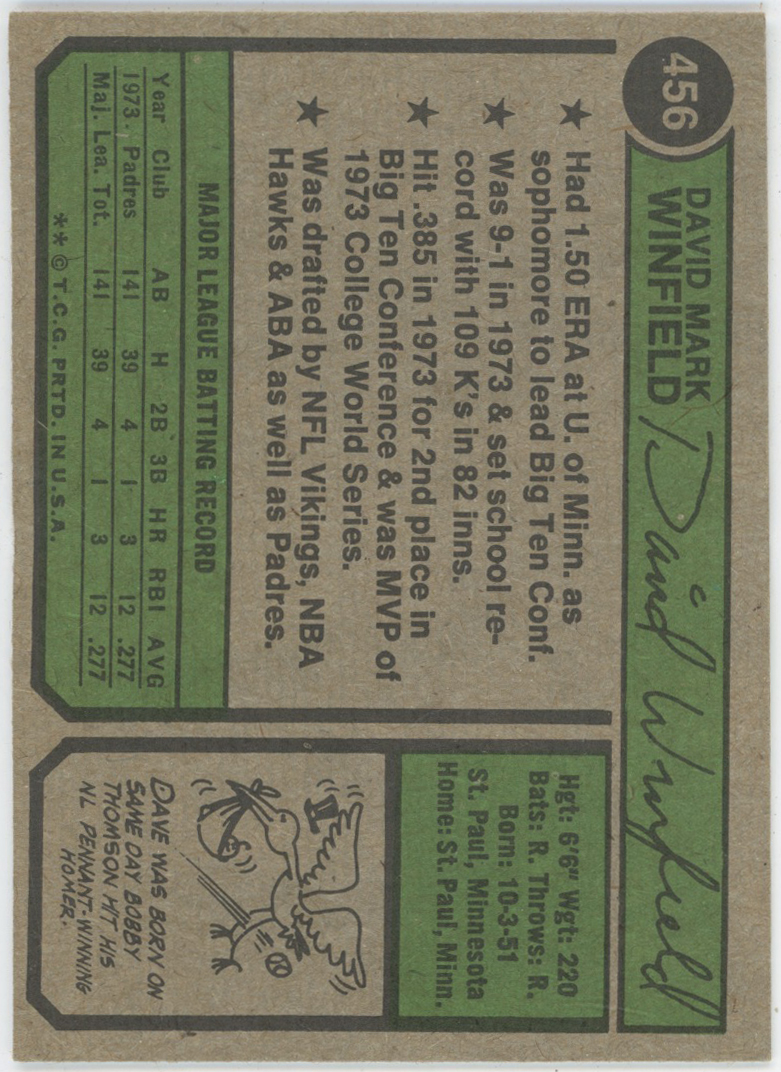 456
DAVID MARK
WINFIELD
David Winfield
★ Had 1.50 ERA at U. of Minn. as
sophomore to lead Big Ten Conf.
★ Was 9-1 in 1973 & set school re-
cord with 109 K's in 82 inns.
★ Hit .385 in 1973 for 2nd place in
Big Ten Conference & was MVP of
1973 College World Series.
★ Was drafted by NFL Vikings, NBA
Hawks & ABA as well as Padres.
MAJOR LEAGUE BATTING RECORD
Year Club AB H 2B 3B HR RBI AVG
1973 Padres 141 39 4 1 3 12 .277
Maj. Lea. Tot. 141 39 4 1 3 12 .277
**©T.C.G. PRTD. IN U.S.A.
Hgt: 6'6" Wgt: 220
Bats: R. Throws: R.
Born: 10-3-51
St. Paul, Minnesota
Home: St. Paul, Minn.
DAVE WAS BORN ON
SAME DAY BOBBY
THOMSON HIT HIS
NL PENNANT-WINNING
HOMER.